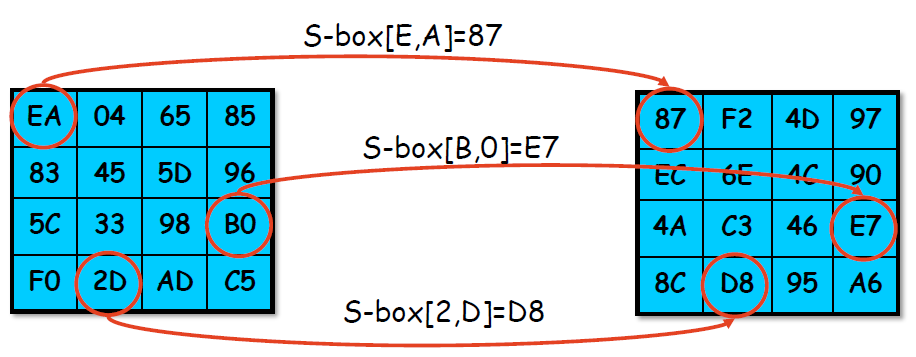 S-box[E,A]=87
EA 04 65 85
87 F2 4D 97
S-box[B,0]=E7
83 45 5D 96
EC 6E 4C 90
5C 33 98 B0
4A C3 46 E7
F0 2D AD C5
8C D8 95 A6
S-box[2,D]=D8